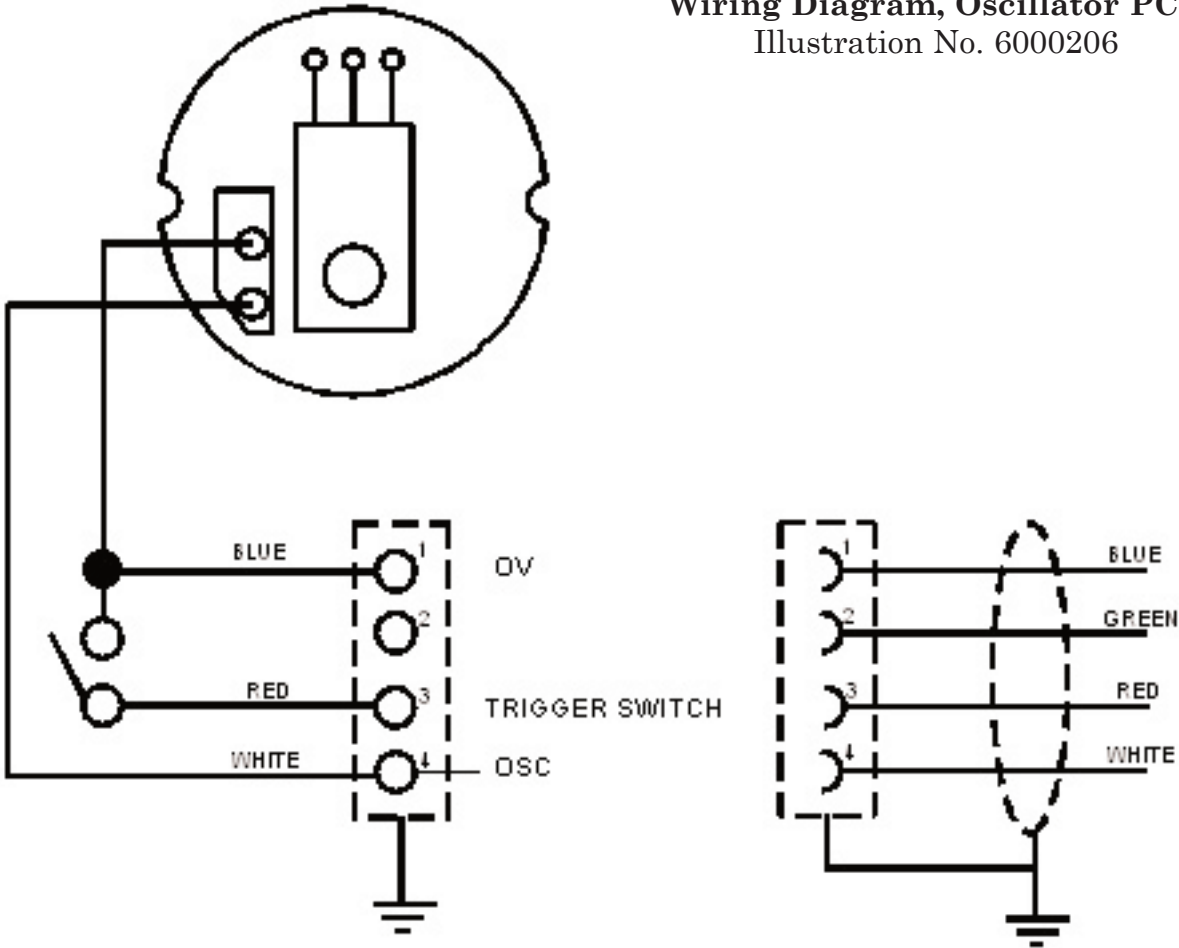 Wiring Diagram, Oscillator PC
Illustration No. 6000206
BLUE 1 OV
2
RED 3 TRIGGER SWITCH
WHITE 4 OSC
1 BLUE
2 GREEN
3 RED
4 WHITE